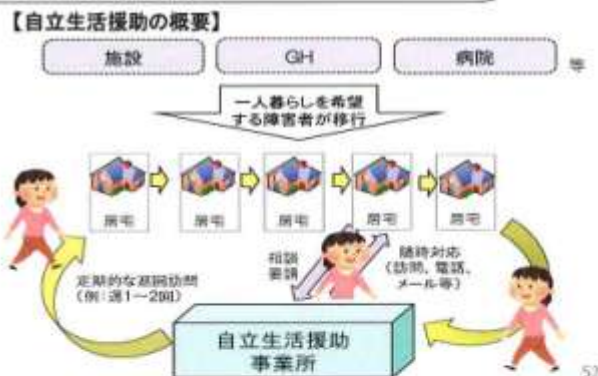 【自立生活援助の概要】
施設
GH
病院
等
一人暮らしを希望
する障害者が移行
居宅
居宅
居宅
居宅
居宅
相談
要請
随時対応
(訪問、電話、
メール等)
定期的な巡回訪問
(例:週1~2回)
自立生活援助
事業所
52